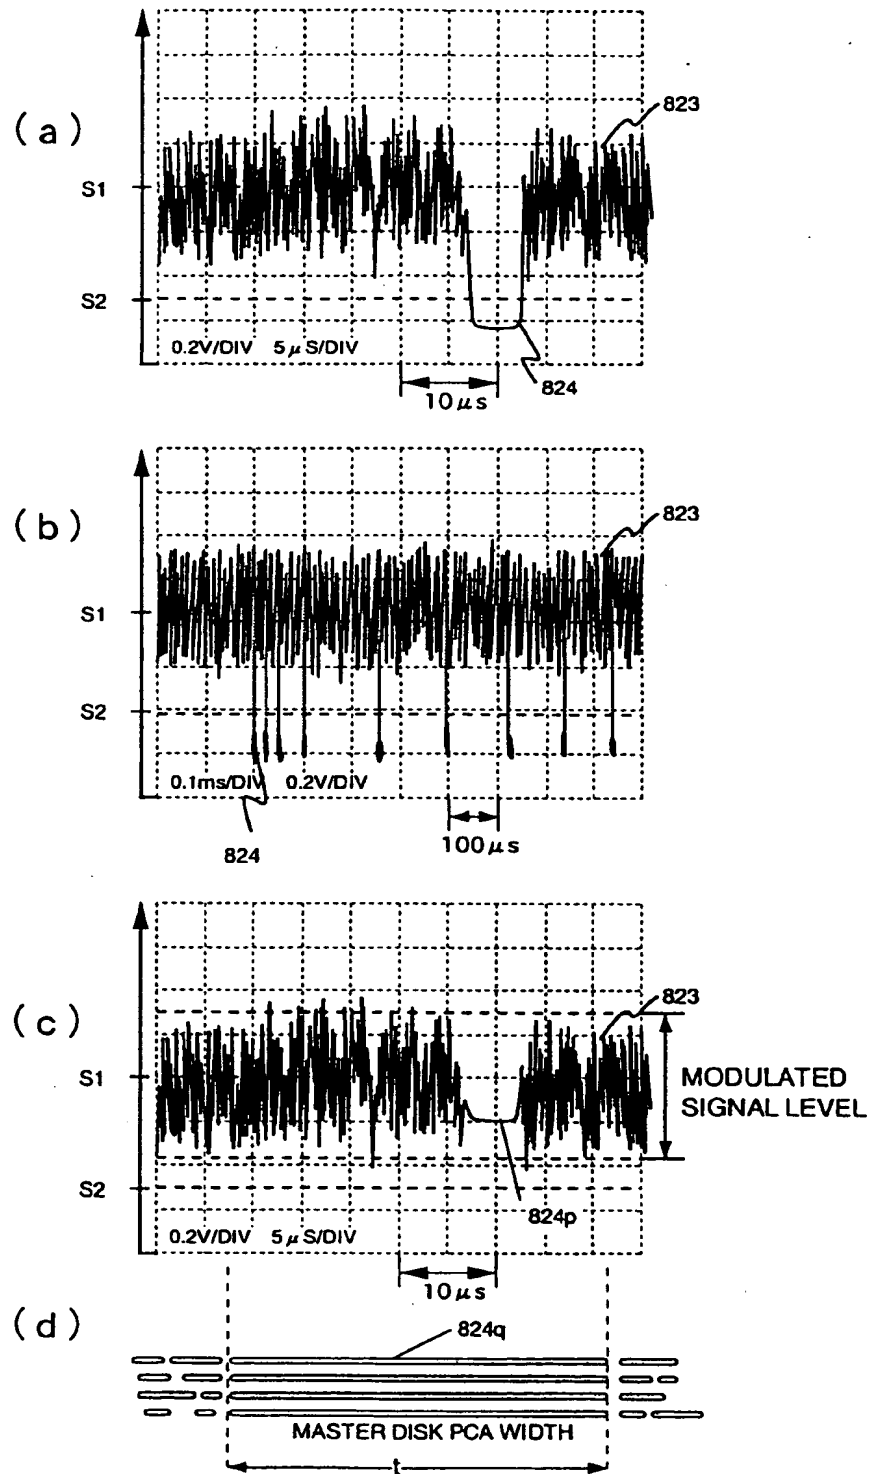 (a)
823
S1
S2
0.2V/DIV 5μS/DIV
824
10μs
(b)
823
S1
S2
0.1ms/DIV 0.2V/DIV
824
100μs
(c)
823
S1
MODULATED
SIGNAL LEVEL
S2
824p
0.2V/DIV 5μS/DIV
10μs
(d)
824q
MASTER DISK PCA WIDTH
t